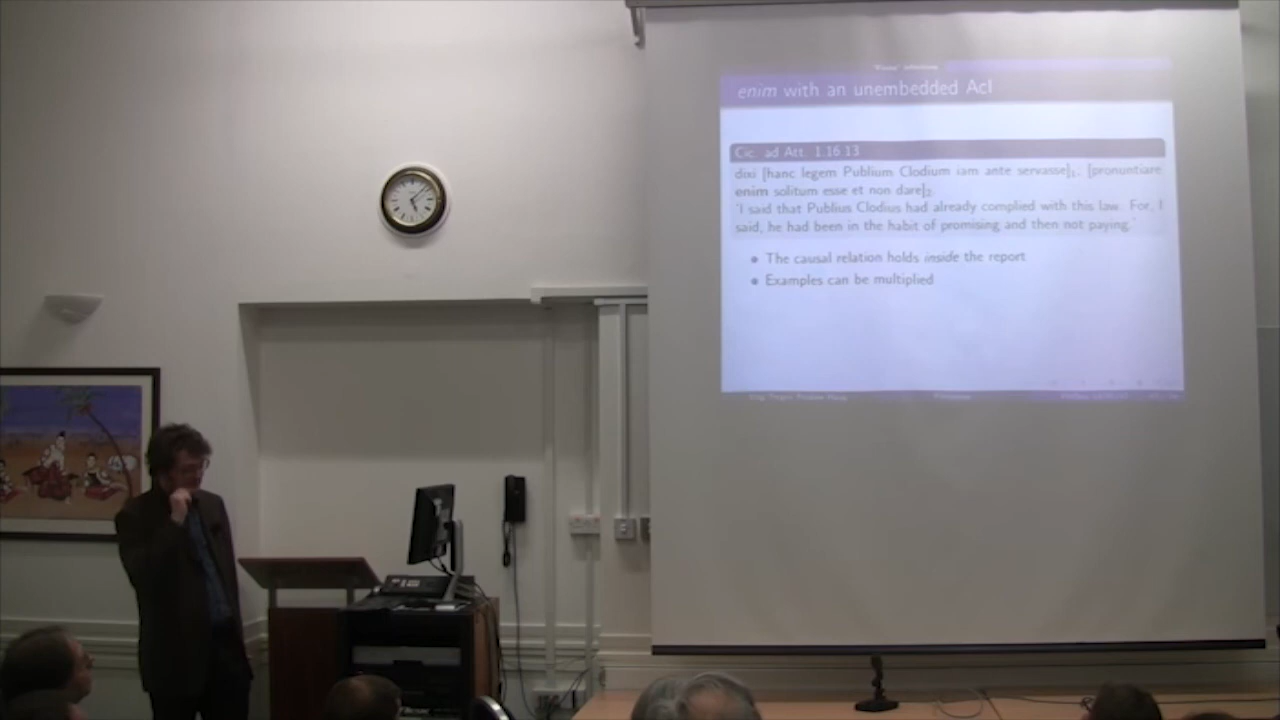 enim with an unembedded AcI
Cic. ad Att. 1.16.13
dixi [hanc legem Publium Clodium iam ante servasse]1, [pronuntiare
enim solitum esse et non dare]2
'I said that Publius Clodius had already complied with this law. For, I
said, he had been in the habit of promising and then not paying.'
• The causal relation holds inside the report
• Examples can be multiplied